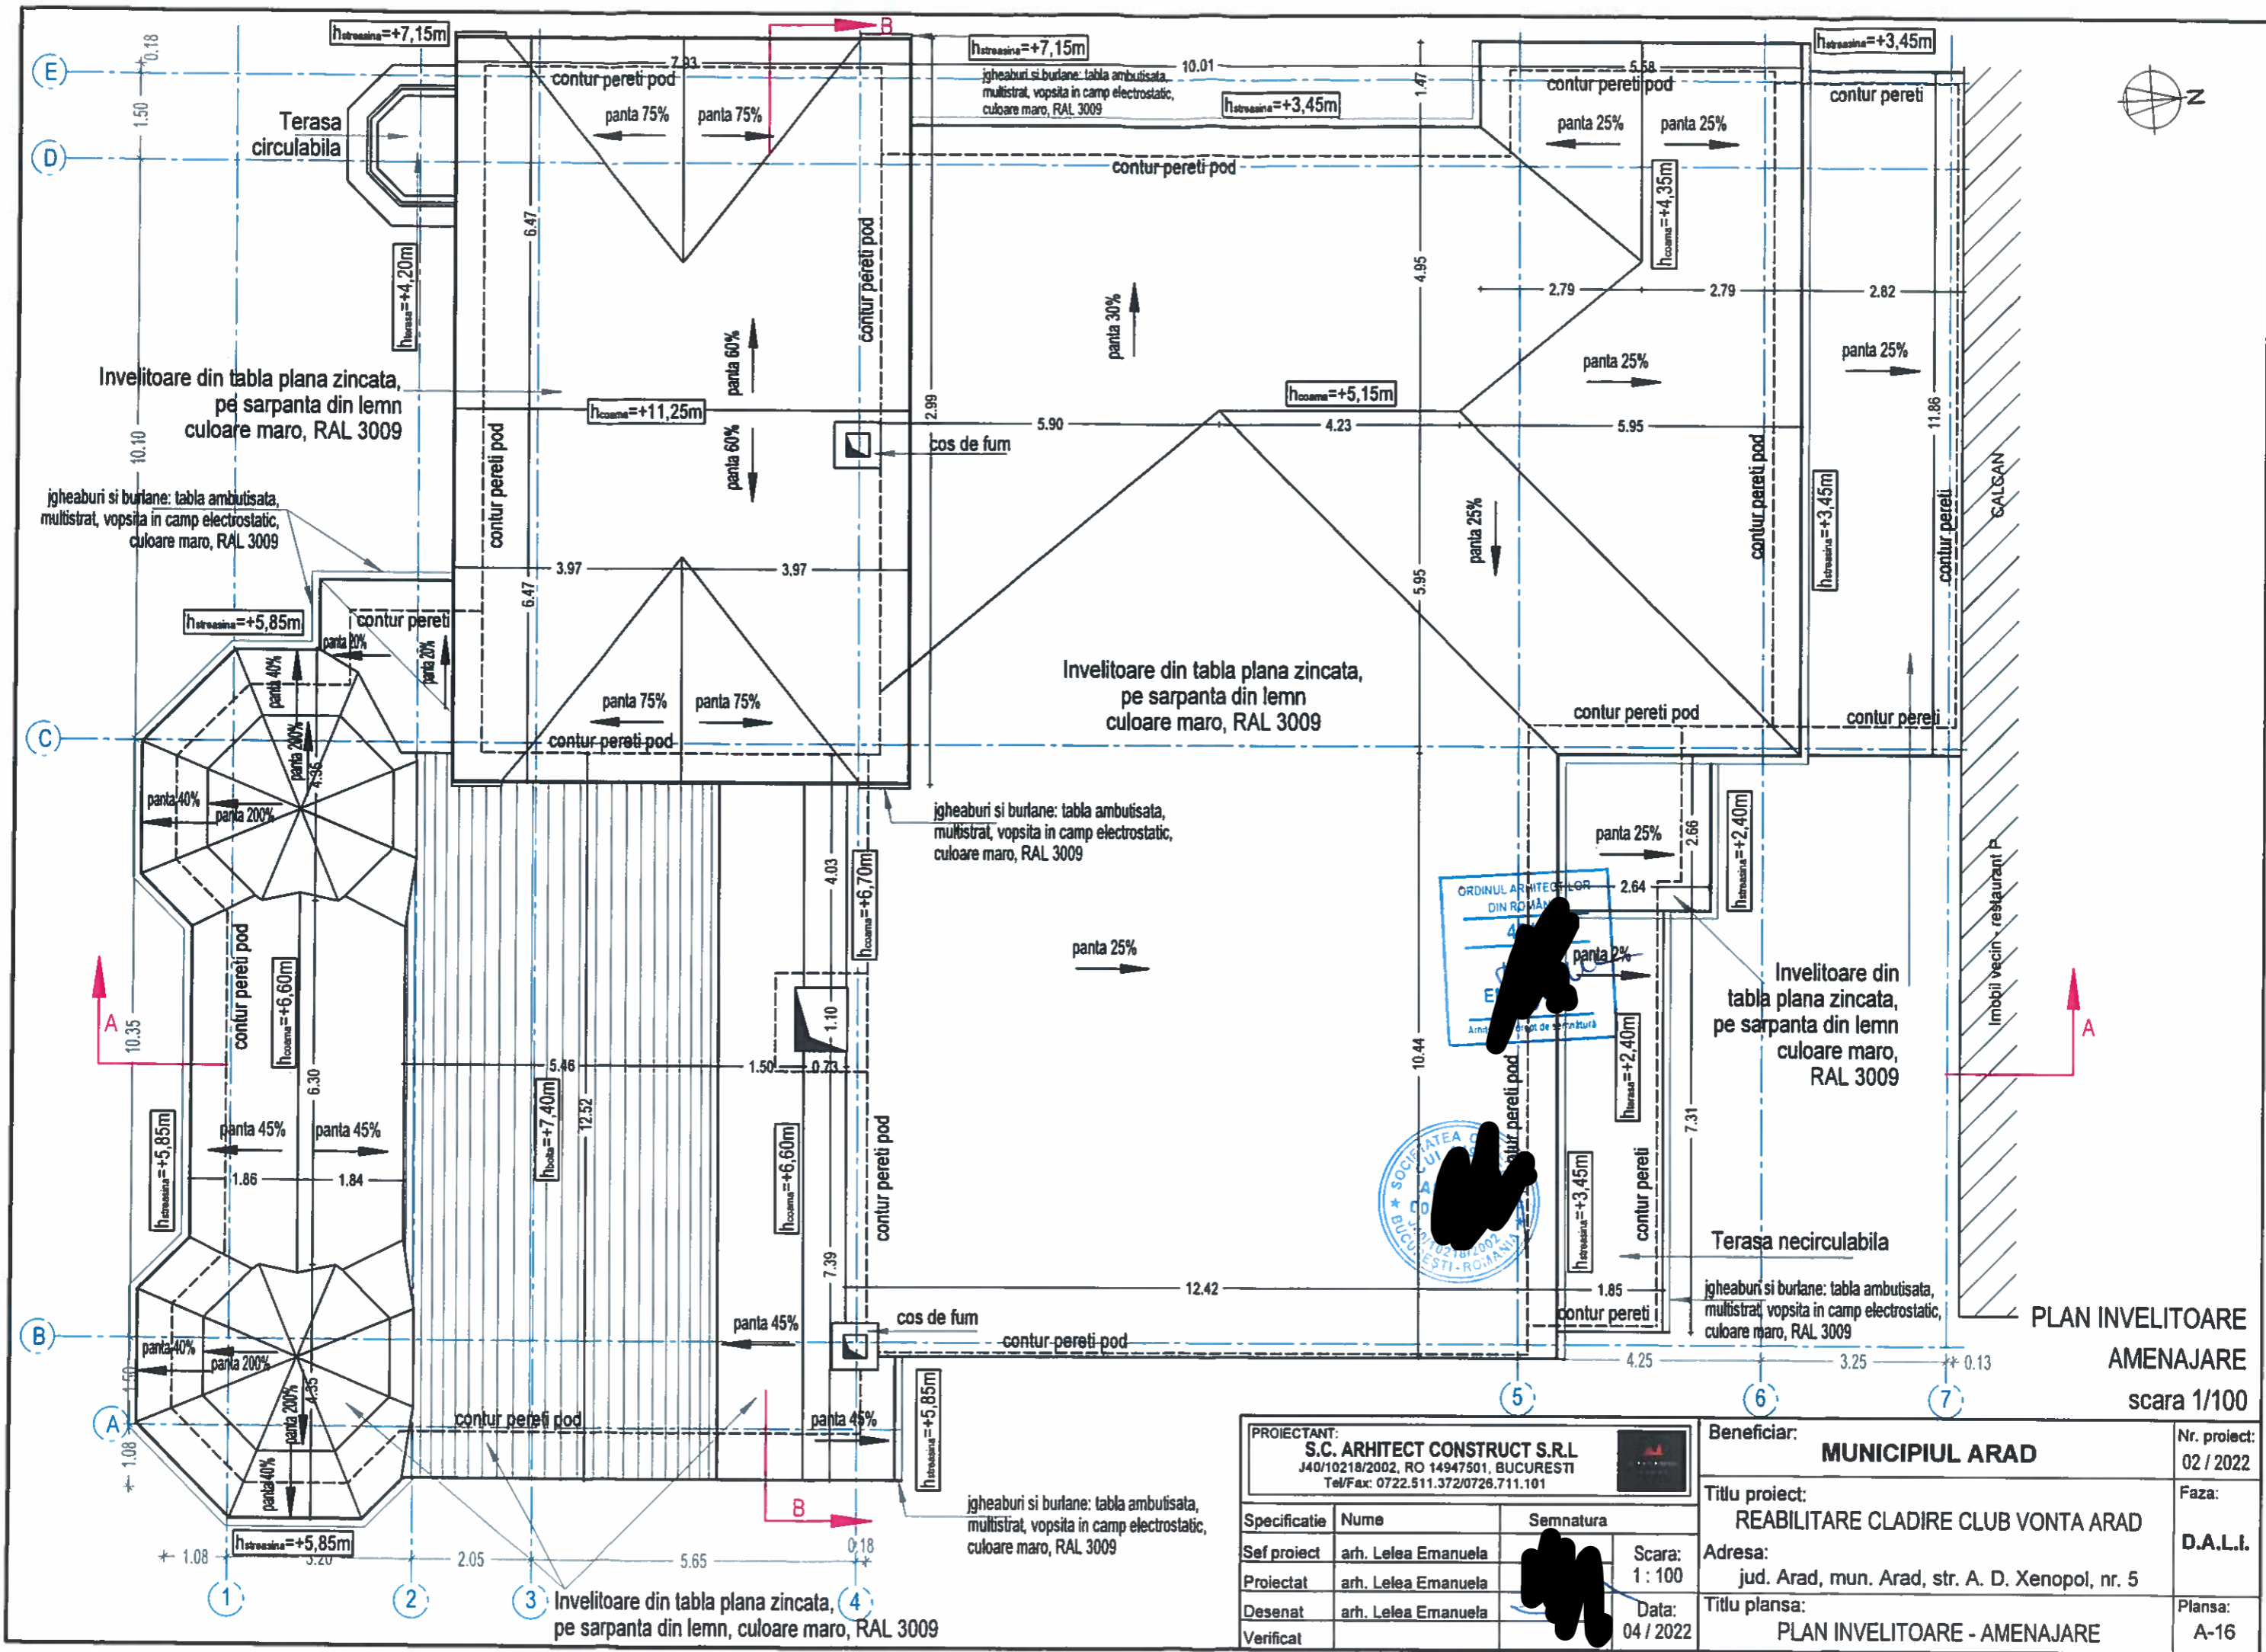 hstreasina=+7,15m
B
hstreasina=+7,15m
hstreasina=+3,45m
0.18
E
7.93
10.01
1.47
5.58
contur pereti pod
jgheaburi si burlane: tabla ambutisata,
multistrat, vopsita in camp electrostatic,
culoare maro, RAL 3009
hstreasina=+3,45m
contur pereti pod
contur pereti
N
1.50
Terasa
circulabila
panta 75%
panta 75%
panta 25%
panta 25%
D
contur pereti pod
hcoama=+4,35m
6.47
contur pereti pod
hterasa=+4,20m
4.95
2.79
2.79
2.82
panta 30%
panta 60%
panta 25%
panta 25%
Invelitoare din tabla plana zincata,
pe sarpanta din lemn
culoare maro, RAL 3009
hcoama=+11,25m
2.99
hcoama=+5,15m
5.90
4.23
5.95
11.86
10.10
panta 60%
cos de fum
contur pereti pod
contur pereti pod
CALCAN
jgheaburi si burlane: tabla ambutisata,
multistrat, vopsita in camp electrostatic,
culoare maro, RAL 3009
panta 25%
hstreasina=+3,45m
contur pereti
3.97
3.97
6.47
5.95
hstreasina=+5,85m
contur pereti
panta 20%
panta 20%
panta 40%
Invelitoare din tabla plana zincata,
pe sarpanta din lemn
culoare maro, RAL 3009
panta 75%
panta 75%
contur pereti pod
contur pereti
C
contur pereti pod
panta 200%
4.35
panta 40%
panta 200%
jgheaburi si burlane: tabla ambutisata,
multistrat, vopsita in camp electrostatic,
culoare maro, RAL 3009
4.03
hcoama=+6,70m
panta 25%
2.66
hstreasina=+2,40m
2.64
ORDINUL ARHITECTILOR
DIN ROMÂN
contur pereti pod
hcoama=+6,60m
panta 25%
panta 2%
Invelitoare din
tabla plana zincata,
pe sarpanta din lemn
culoare maro,
RAL 3009
Imobil vecin - restaurant P
A
A
10.35
1.10
drept de semnătură
hterasa=+2,40m
10.44
5.46
1.50
0.73
hbolta=+7,40m
12.52
6.30
contur pereti pod
hstreasina=+5,85m
panta 45%
panta 45%
1.86
1.84
hcoama=+6,60m
contur pereti pod
7.31
SOCIETATEA
BUCUREȘTI-ROMANIA
hstreasina=+3,45m
contur pereti
Terasa necirculabila
7.39
12.42
1.85
jgheaburi si burlane: tabla ambutisata,
multistrat, vopsita in camp electrostatic,
culoare maro, RAL 3009
contur pereti
B
panta 45%
cos de fum
contur pereti pod
panta 40%
panta 200%
1.50
4.25
3.25
0.13
PLAN INVELITOARE
AMENAJARE
scara 1/100
5
6
7
A
panta 200%
4.35
contur pereti pod
panta 45%
hstreasina=+5,85m
1.08
panta 40%
B
jgheaburi si burlane: tabla ambutisata,
multistrat, vopsita in camp electrostatic,
culoare maro, RAL 3009
hstreasina=+5,85m
1.08
3.20
2.05
5.65
0.18
1
2
3
4
Invelitoare din tabla plana zincata,
pe sarpanta din lemn, culoare maro, RAL 3009
PROIECTANT:
S.C. ARHITECT CONSTRUCT S.R.L
J40/10218/2002, RO 14947501, BUCURESTI
Tel/Fax: 0722.511.372/0726.711.101
Beneficiar:
MUNICIPIUL ARAD
Nr. proiect:
02 / 2022
Specificatie Nume Semnatura
Sef proiect arh. Lelea Emanuela
Proiectat arh. Lelea Emanuela
Desenat arh. Lelea Emanuela
Verificat
Scara:
1 : 100
Data:
04 / 2022
Titlu proiect:
REABILITARE CLADIRE CLUB VONTA ARAD
Adresa:
jud. Arad, mun. Arad, str. A. D. Xenopol, nr. 5
Faza:
D.A.L.I.
Titlu plansa:
PLAN INVELITOARE - AMENAJARE
Plansa:
A-16